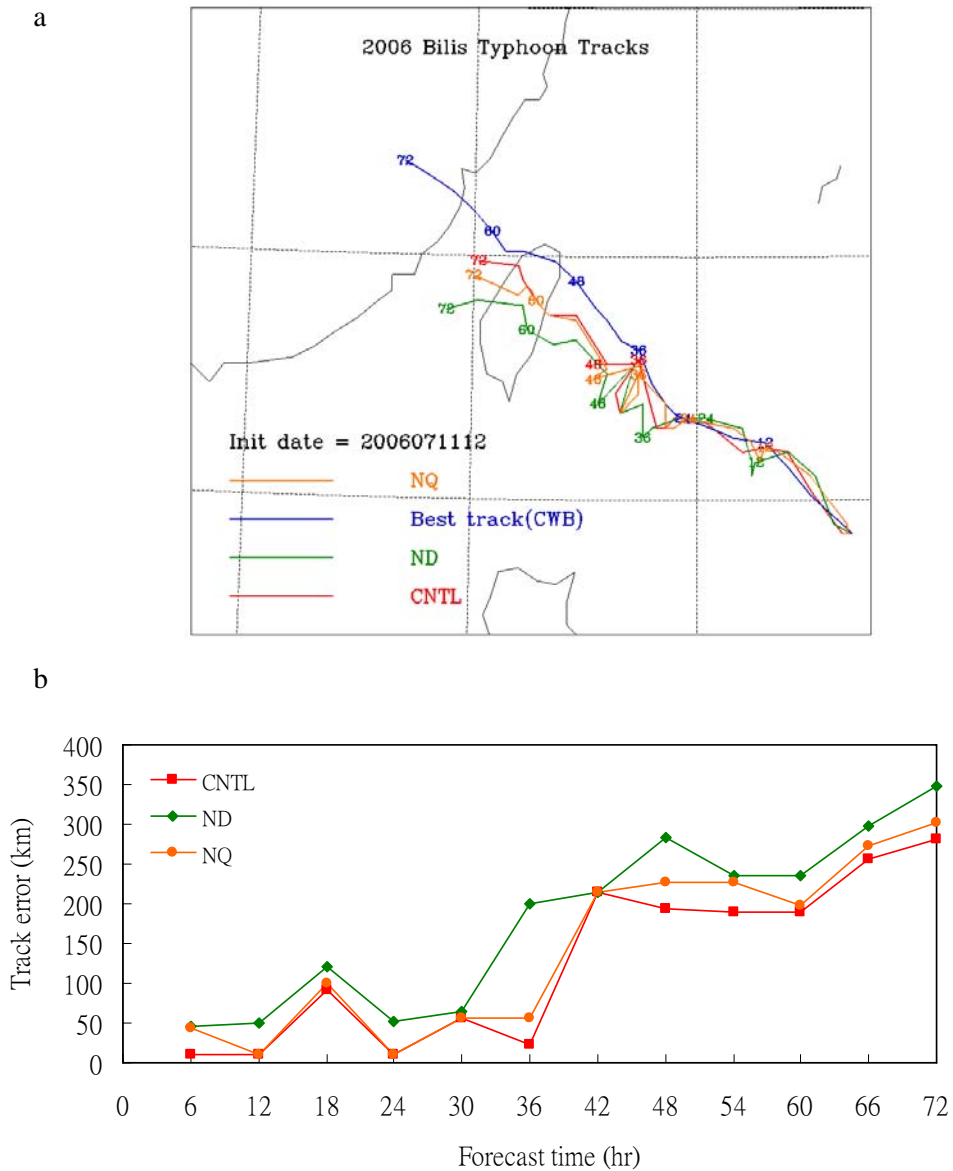 a
2006 Bilis Typhoon Tracks
72
60
72
48
72
60
72
60
36
36
48
48
48
36
24
24
12
12
Init date = 2006071112
NQ
Best track(CWB)
ND
CNTL
b
400
350
300
250
200
150
100
50
0
Track error (km)
CNTL
ND
NQ
0 6 12 18 24 30 36 42 48 54 60 66 72
Forecast time (hr)